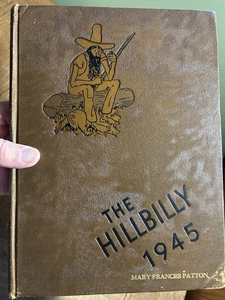 THE
HILLBILLY
1945
MARY FRANCES PATTON